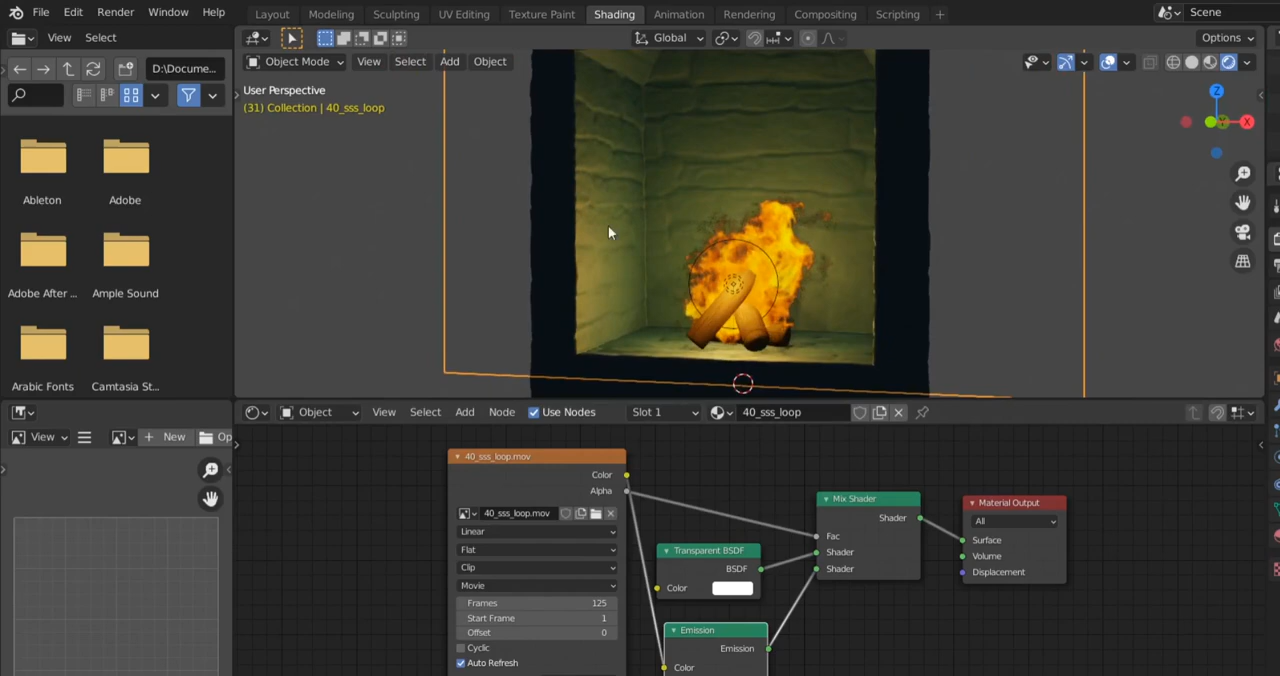 File Edit Render Window Help Layout Modeling Sculpting UV Editing Texture Paint Shading Animation Rendering Compositing Scripting + Scene
View Select Global Options
D:\Docume... Object Mode View Select Add Object
User Perspective
(31) Collection | 40_sss_loop
Z
X
Ableton Adobe
Adobe After ... Ample Sound
Arabic Fonts Camtasia St...
Object View Select Add Node Use Nodes Slot 1 40_sss_loop
View + New Op
40_sss_loop.mov
Color
Alpha
40_sss_loop.mov
Linear
Flat
Clip
Movie
Frames 125
Start Frame 1
Offset 0
Cyclic
Auto Refresh
Transparent BSDF
BSDF
Color
Emission
Emission
Color
Mix Shader
Shader
Fac
Shader
Shader
Material Output
All
Surface
Volume
Displacement